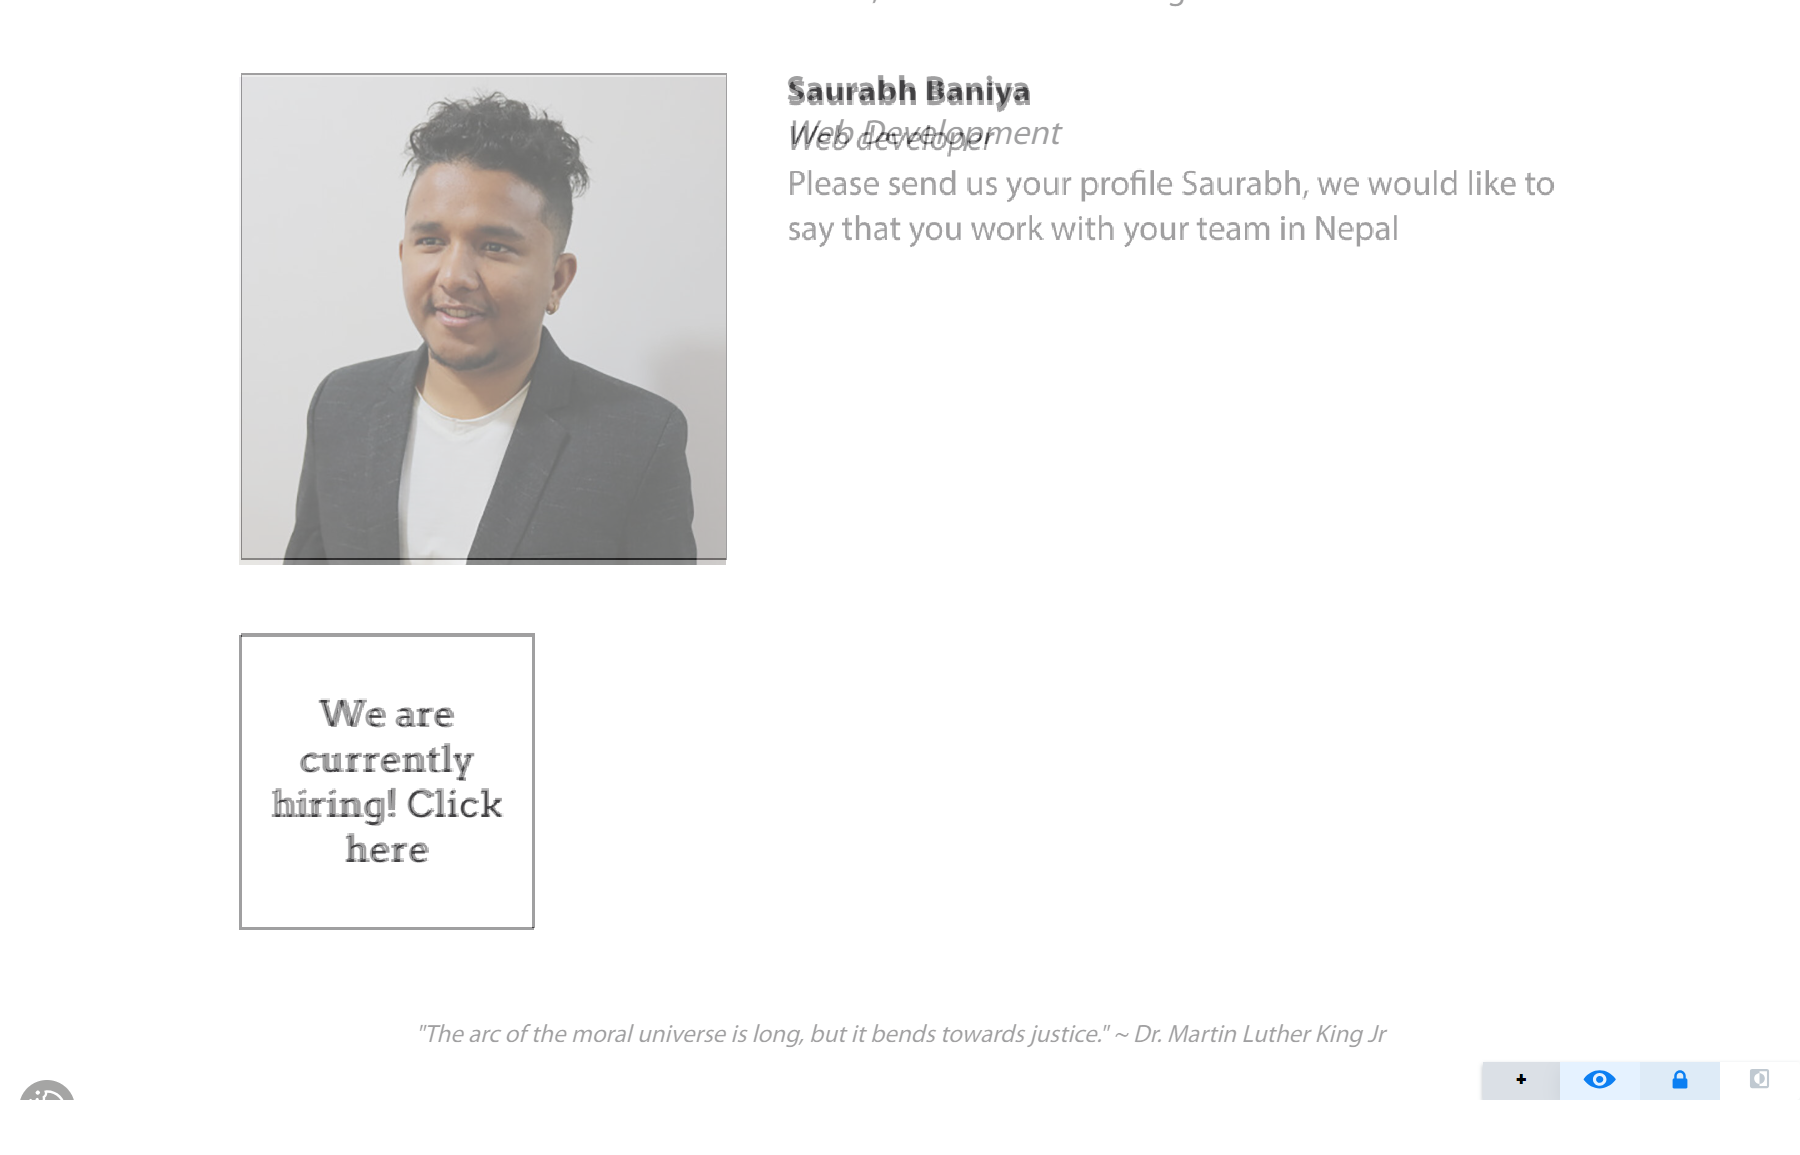 Saurabh Baniya
Web Development
Web developer
Please send us your profile Saurabh, we would like to
say that you work with your team in Nepal
We are
currently
hiring! Click
here
"The arc of the moral universe is long, but it bends towards justice." ~ Dr. Martin Luther King Jr